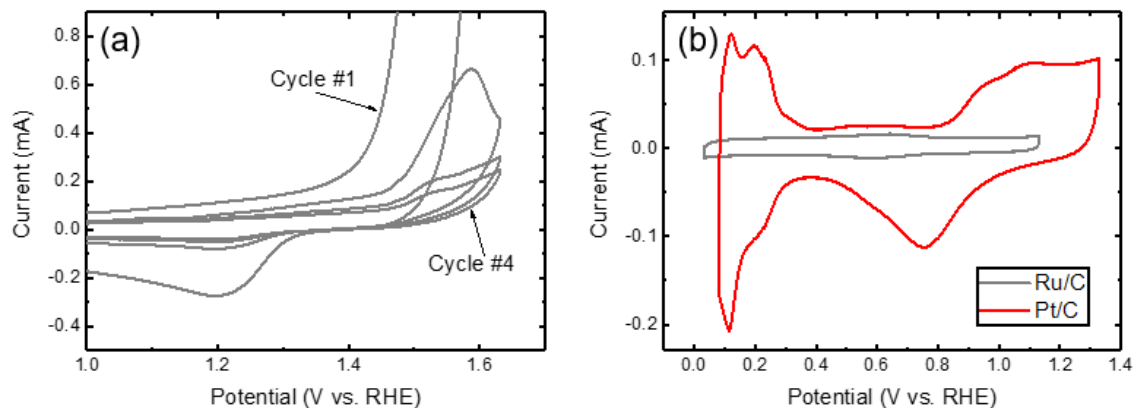 (a)
0.8
0.6
0.4
0.2
0.0
-0.2
-0.4
Current (mA)
Cycle #1
Cycle #4
1.0 1.2 1.4 1.6
Potential (V vs. RHE)
(b)
0.1
0.0
-0.1
-0.2
Current (mA)
Ru/C
Pt/C
0.0 0.2 0.4 0.6 0.8 1.0 1.2 1.4
Potential (V vs. RHE)